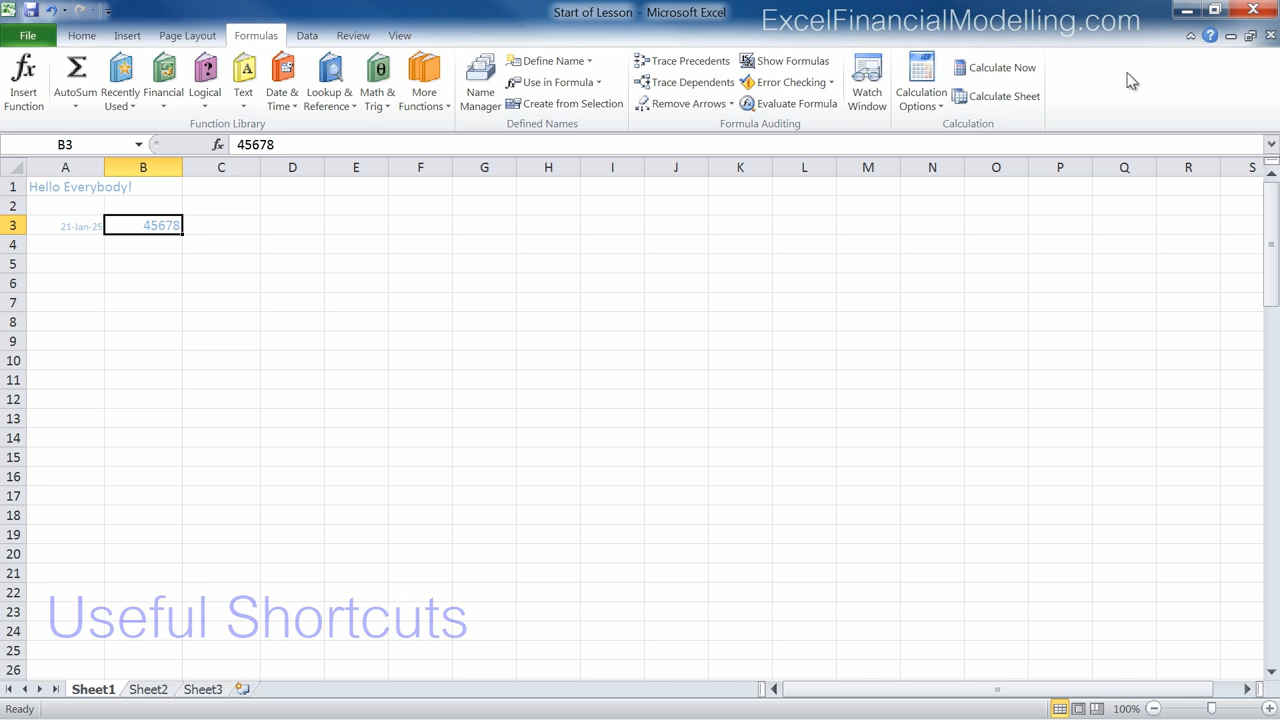 Start of Lesson - Microsoft Excel
ExcelFinancialModelling.com
File Home Insert Page Layout Formulas Data Review View
fx Insert Function
Σ AutoSum
Recently Used
Financial
Logical
Text
Date & Time
Lookup & Reference
Math & Trig
More Functions
Function Library
Name Manager
Define Name
Use in Formula
Create from Selection
Defined Names
Trace Precedents
Trace Dependents
Remove Arrows
Show Formulas
Error Checking
Evaluate Formula
Formula Auditing
Watch Window
Calculation Options
Calculate Now
Calculate Sheet
Calculation
B3 fx 45678
A B C D E F G H I J K L M N O P Q R S
1 Hello Everybody!
2
3 21-Jan-25 45678
4
5
6
7
8
9
10
11
12
13
14
15
16
17
18
19
20
21
22
23
24
25
26
Useful Shortcuts
Sheet1 Sheet2 Sheet3
Ready 100%